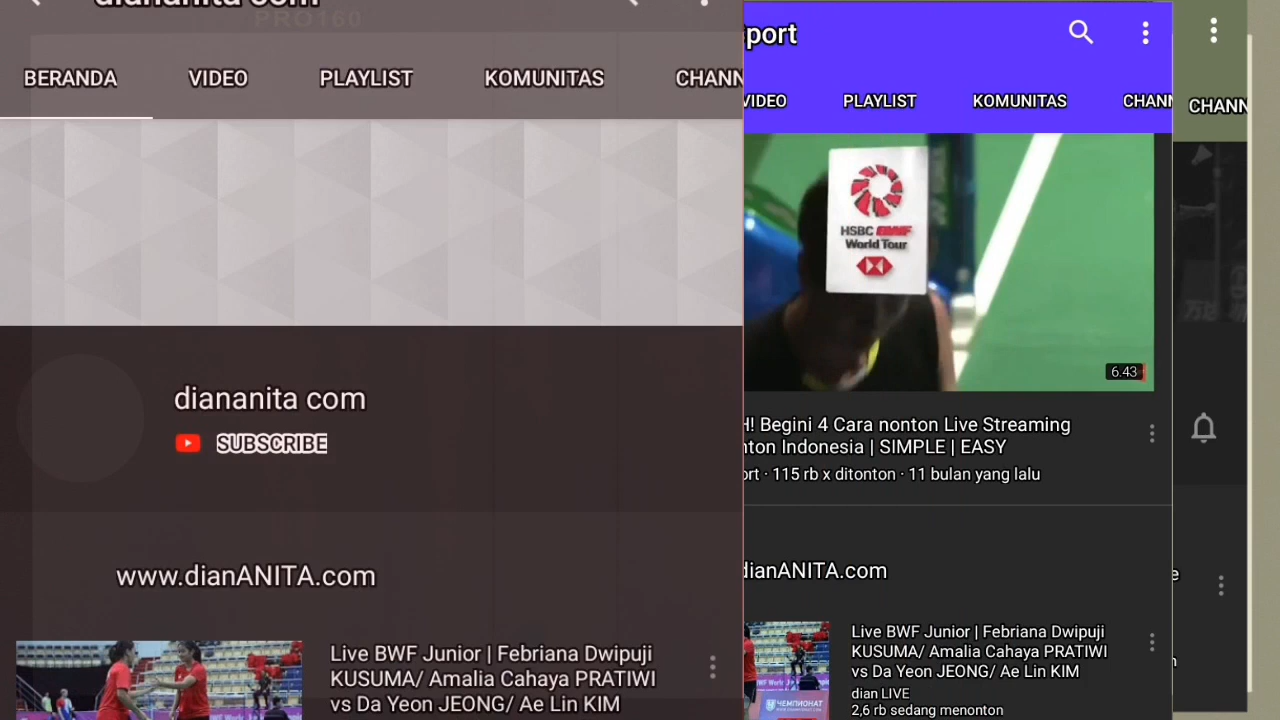 diananita com
PRO160
BERANDA VIDEO PLAYLIST KOMUNITAS CHANN
diananita com
SUBSCRIBE
www.dianANITA.com
Live BWF Junior | Febriana Dwipuji
KUSUMA/ Amalia Cahaya PRATIWI
vs Da Yeon JEONG/ Ae Lin KIM
port
VIDEO PLAYLIST KOMUNITAS CHANN
HSBC BWF
World Tour
6.43
H! Begini 4 Cara nonton Live Streaming
nton Indonesia | SIMPLE | EASY
ort · 115 rb x ditonton · 11 bulan yang lalu
dianANITA.com
Live BWF Junior | Febriana Dwipuji
KUSUMA/ Amalia Cahaya PRATIWI
vs Da Yeon JEONG/ Ae Lin KIM
dian LIVE
2,6 rb sedang menonton
ЧЕМПИОНАТ
CHANN
e
n